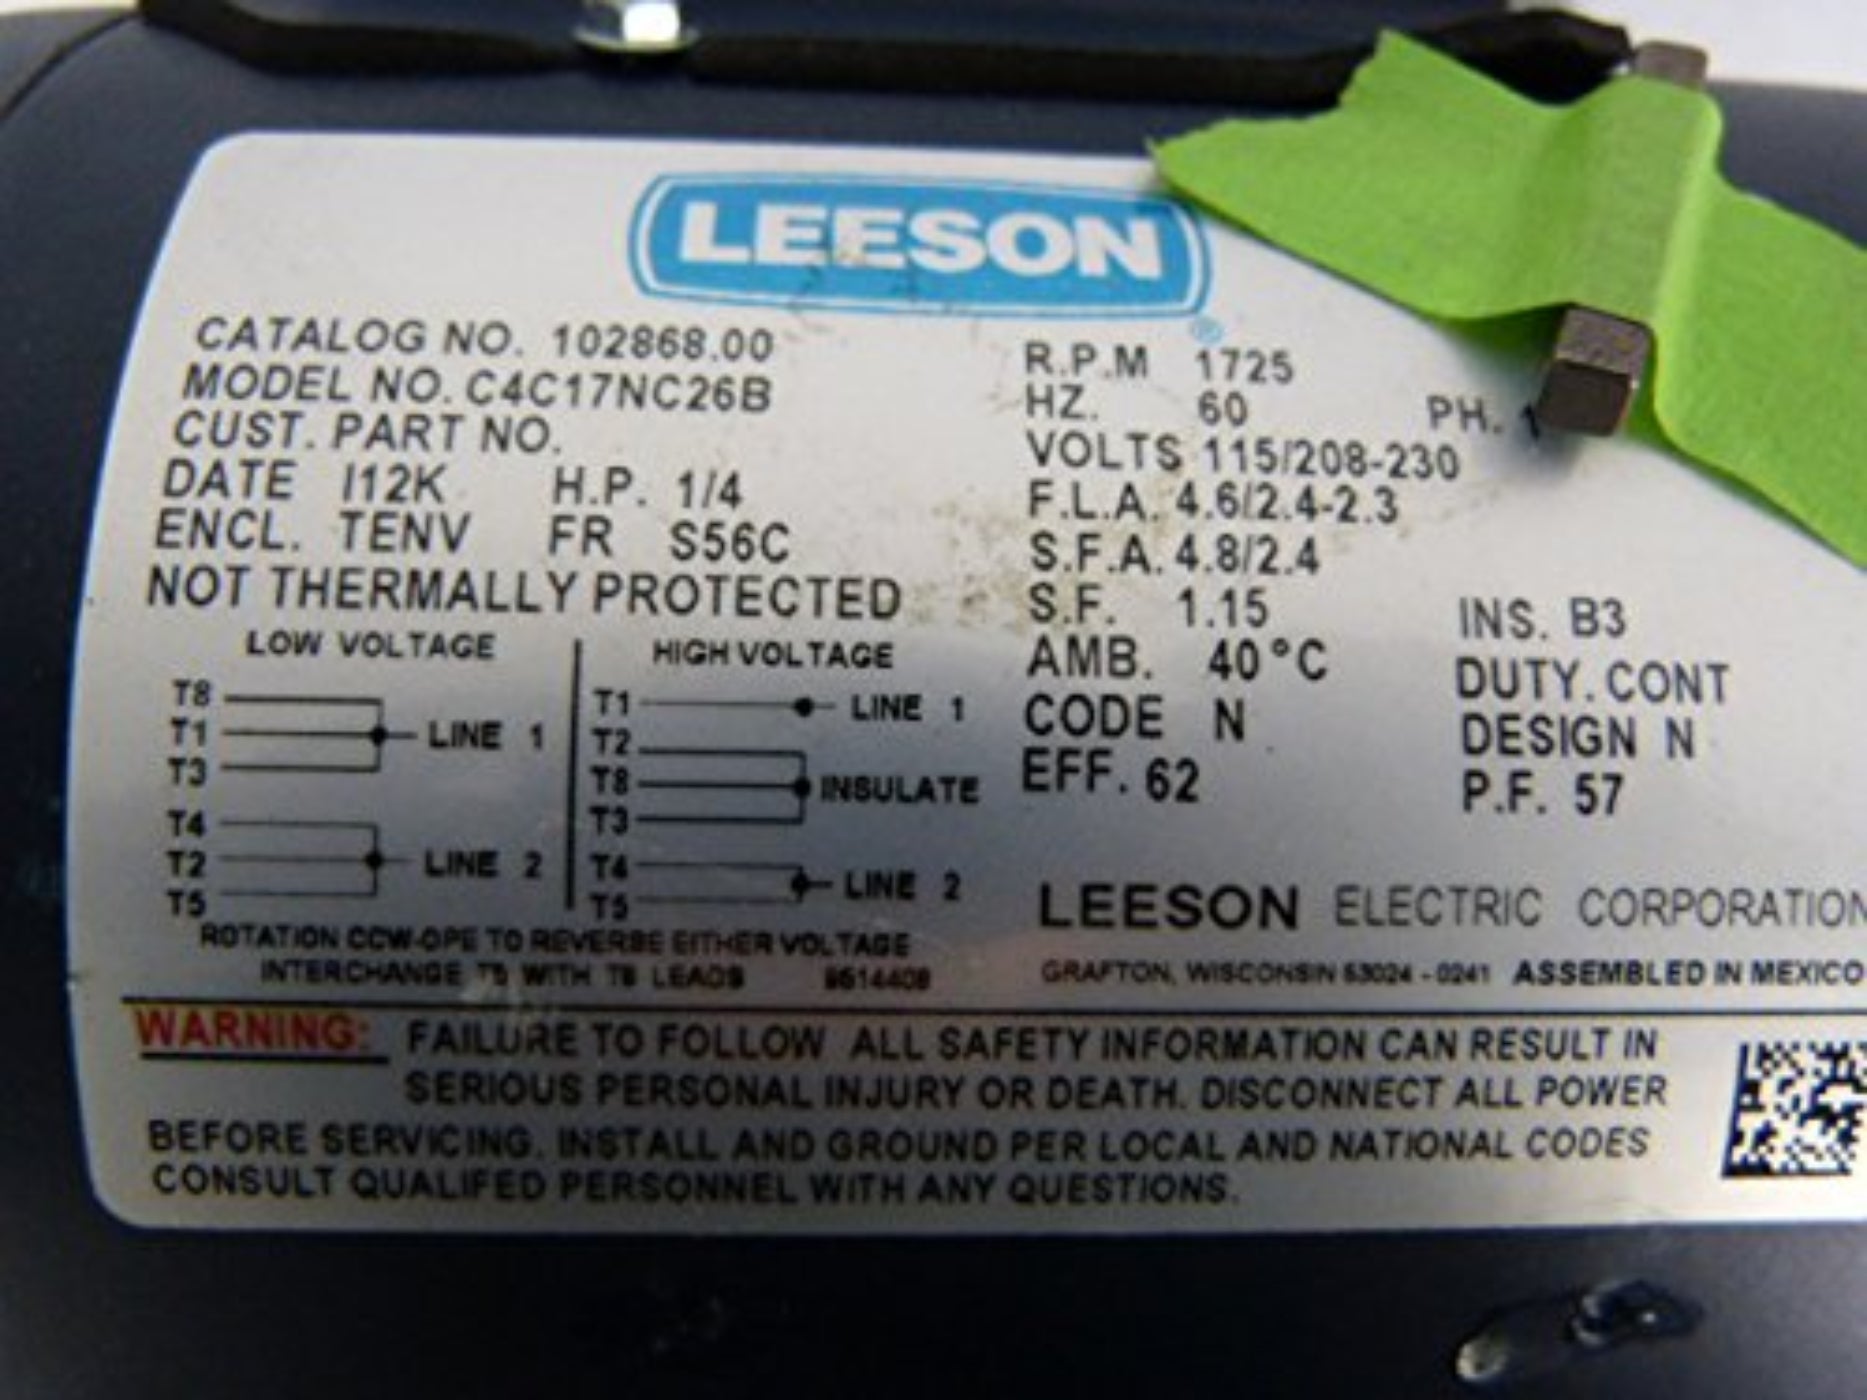 LEESON
®
CATALOG NO. 102868.00
MODEL NO. C4C17NC26B
CUST. PART NO.
DATE I12K H.P. 1/4
ENCL. TENV FR S56C
NOT THERMALLY PROTECTED
R.P.M 1725
HZ. 60 PH. 1
VOLTS 115/208-230
F.L.A. 4.6/2.4-2.3
S.F.A. 4.8/2.4
S.F. 1.15 INS. B3
AMB. 40°C DUTY. CONT
CODE N DESIGN N
EFF. 62 P.F. 57
LOW VOLTAGE
T8
T1 LINE 1
T3
T4
T2 LINE 2
T5
HIGH VOLTAGE
T1 LINE 1
T2
T8 INSULATE
T3
T4 LINE 2
T5
ROTATION CCW-OPE TO REVERSE EITHER VOLTAGE
INTERCHANGE WITH LEADS
LEESON ELECTRIC CORPORATION
GRAFTON, WISCONSIN 53024-0241 ASSEMBLED IN MEXICO
WARNING: FAILURE TO FOLLOW ALL SAFETY INFORMATION CAN RESULT IN
SERIOUS PERSONAL INJURY OR DEATH. DISCONNECT ALL POWER
BEFORE SERVICING. INSTALL AND GROUND PER LOCAL AND NATIONAL CODES
CONSULT QUALIFED PERSONNEL WITH ANY QUESTIONS.